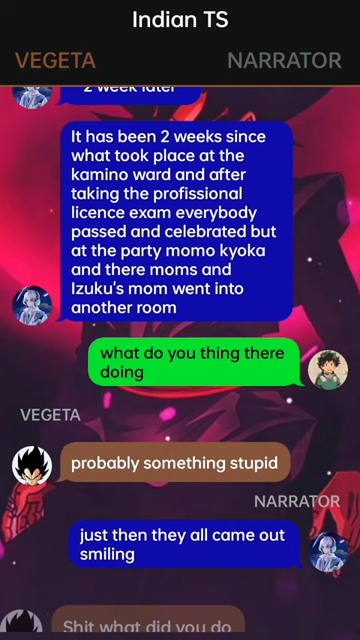 Indian TS
VEGETA
NARRATOR
2 week later
It has been 2 weeks since
what took place at the
kamino ward and after
taking the profissional
licence exam everybody
passed and celebrated but
at the party momo kyoka
and there moms and
Izuku's mom went into
another room
what do you thing there
doing
VEGETA
probably something stupid
NARRATOR
just then they all came out
smiling
Shit what did you do